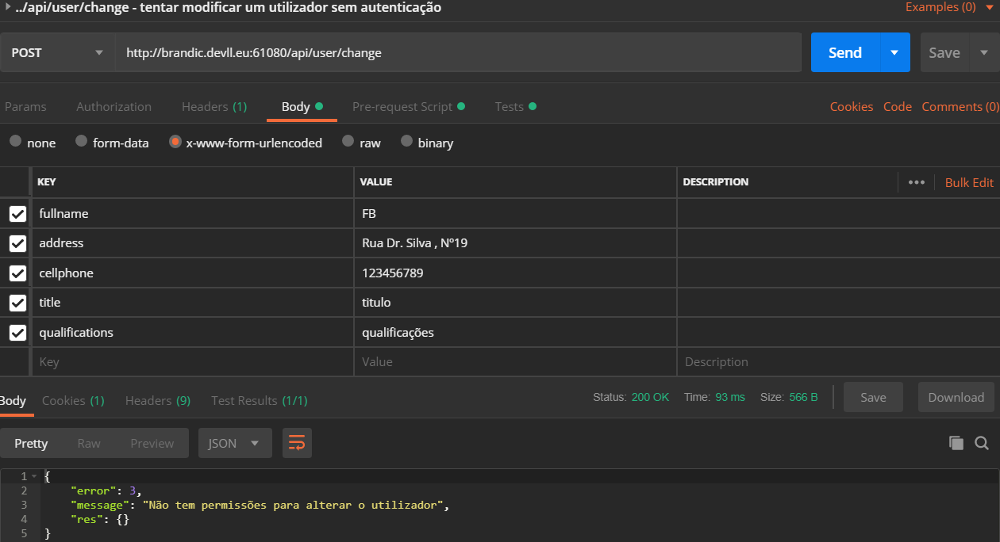 ../api/user/change - tentar modificar um utilizador sem autenticação Examples (0)
POST http://brandic.devll.eu:61080/api/user/change Send Save
Params Authorization Headers (1) Body Pre-request Script Tests Cookies Code Comments (0)
none form-data x-www-form-urlencoded raw binary
KEY VALUE DESCRIPTION ••• Bulk Edit
fullname FB
address Rua Dr. Silva , Nº19
cellphone 123456789
title titulo
qualifications qualificações
Key Value Description
Body Cookies (1) Headers (9) Test Results (1/1) Status: 200 OK Time: 93 ms Size: 566 B Save Download
Pretty Raw Preview JSON
1 {
2 "error": 3,
3 "message": "Não tem permissões para alterar o utilizador",
4 "res": {}
5 }